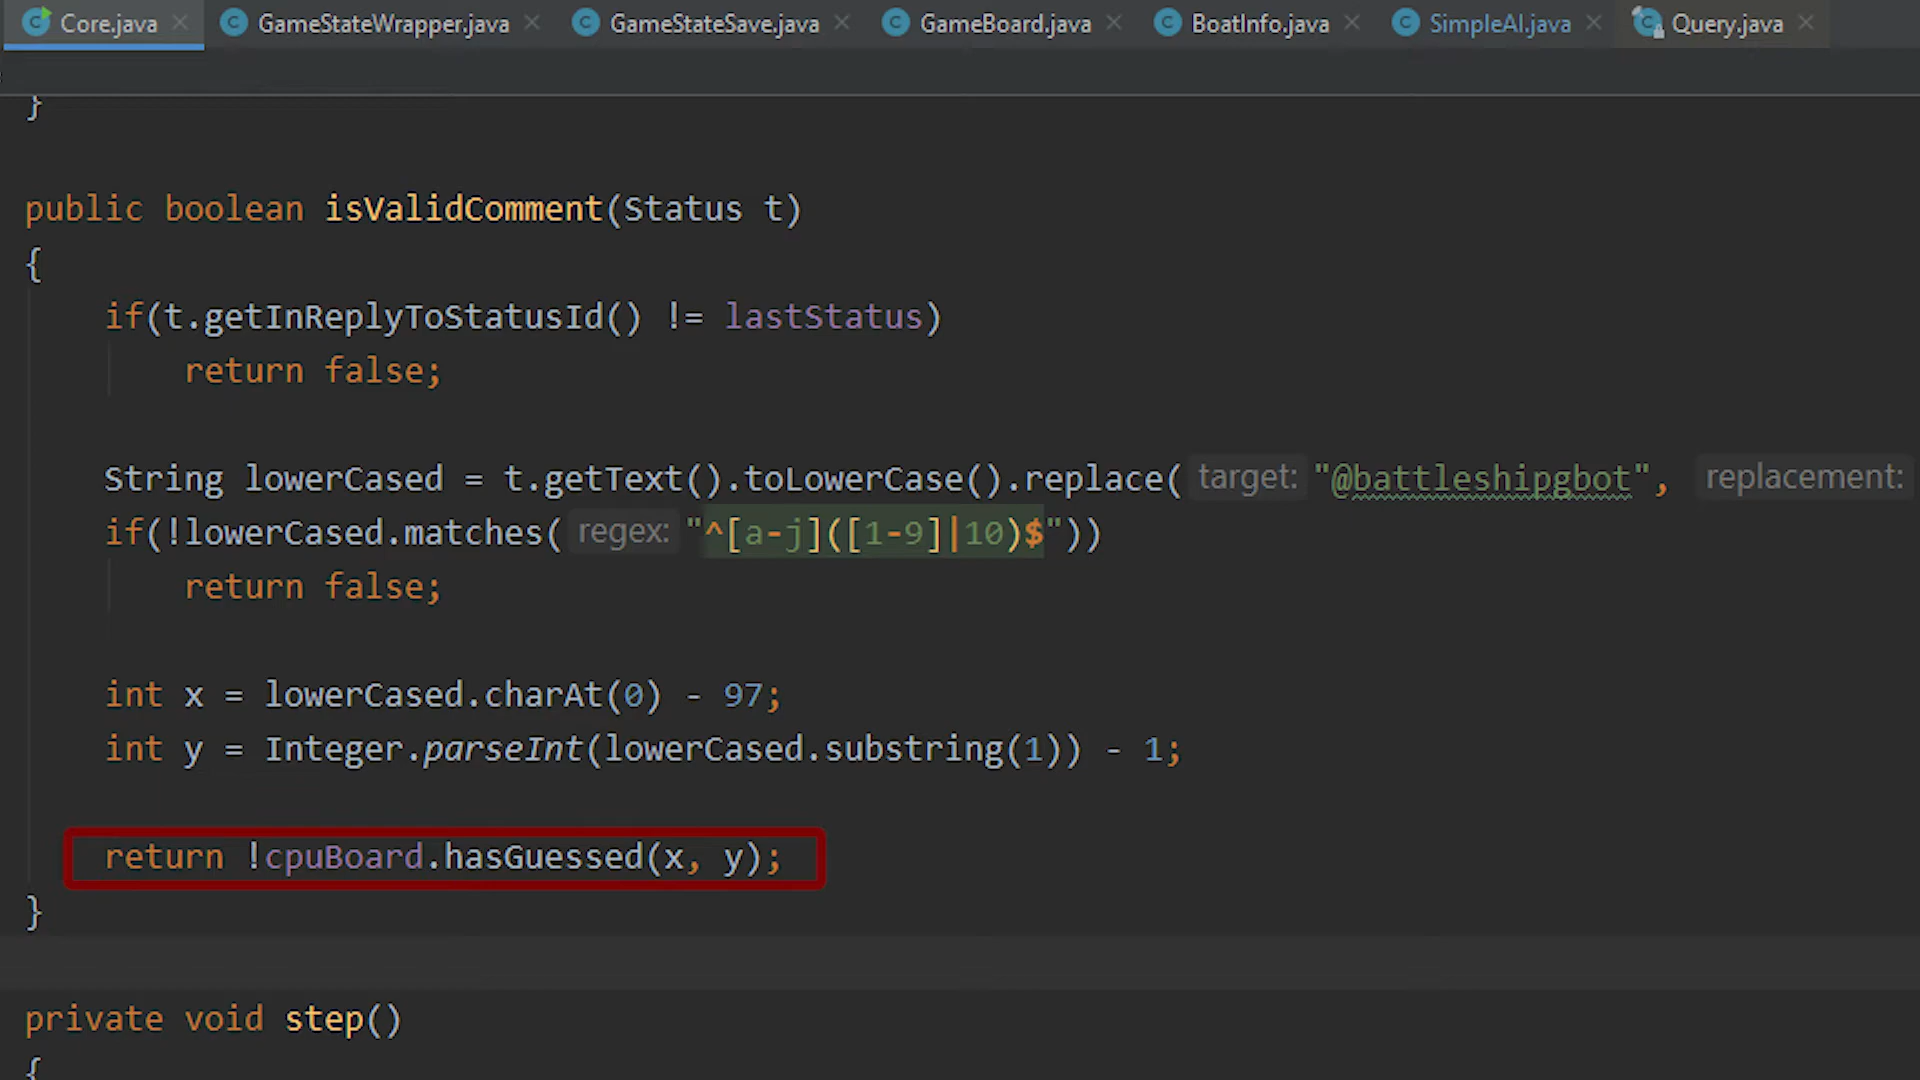 Core.java GameStateWrapper.java GameStateSave.java GameBoard.java BoatInfo.java SimpleAI.java Query.java
}
public boolean isValidComment(Status t)
{
if(t.getInReplyToStatusId() != lastStatus)
return false;
String lowerCased = t.getText().toLowerCase().replace( target: "@battleshipgbot", replacement:
if(!lowerCased.matches( regex: "^[a-j]([1-9]|10)$"))
return false;
int x = lowerCased.charAt(0) - 97;
int y = Integer.parseInt(lowerCased.substring(1)) - 1;
return !cpuBoard.hasGuessed(x, y);
}
private void step()
{